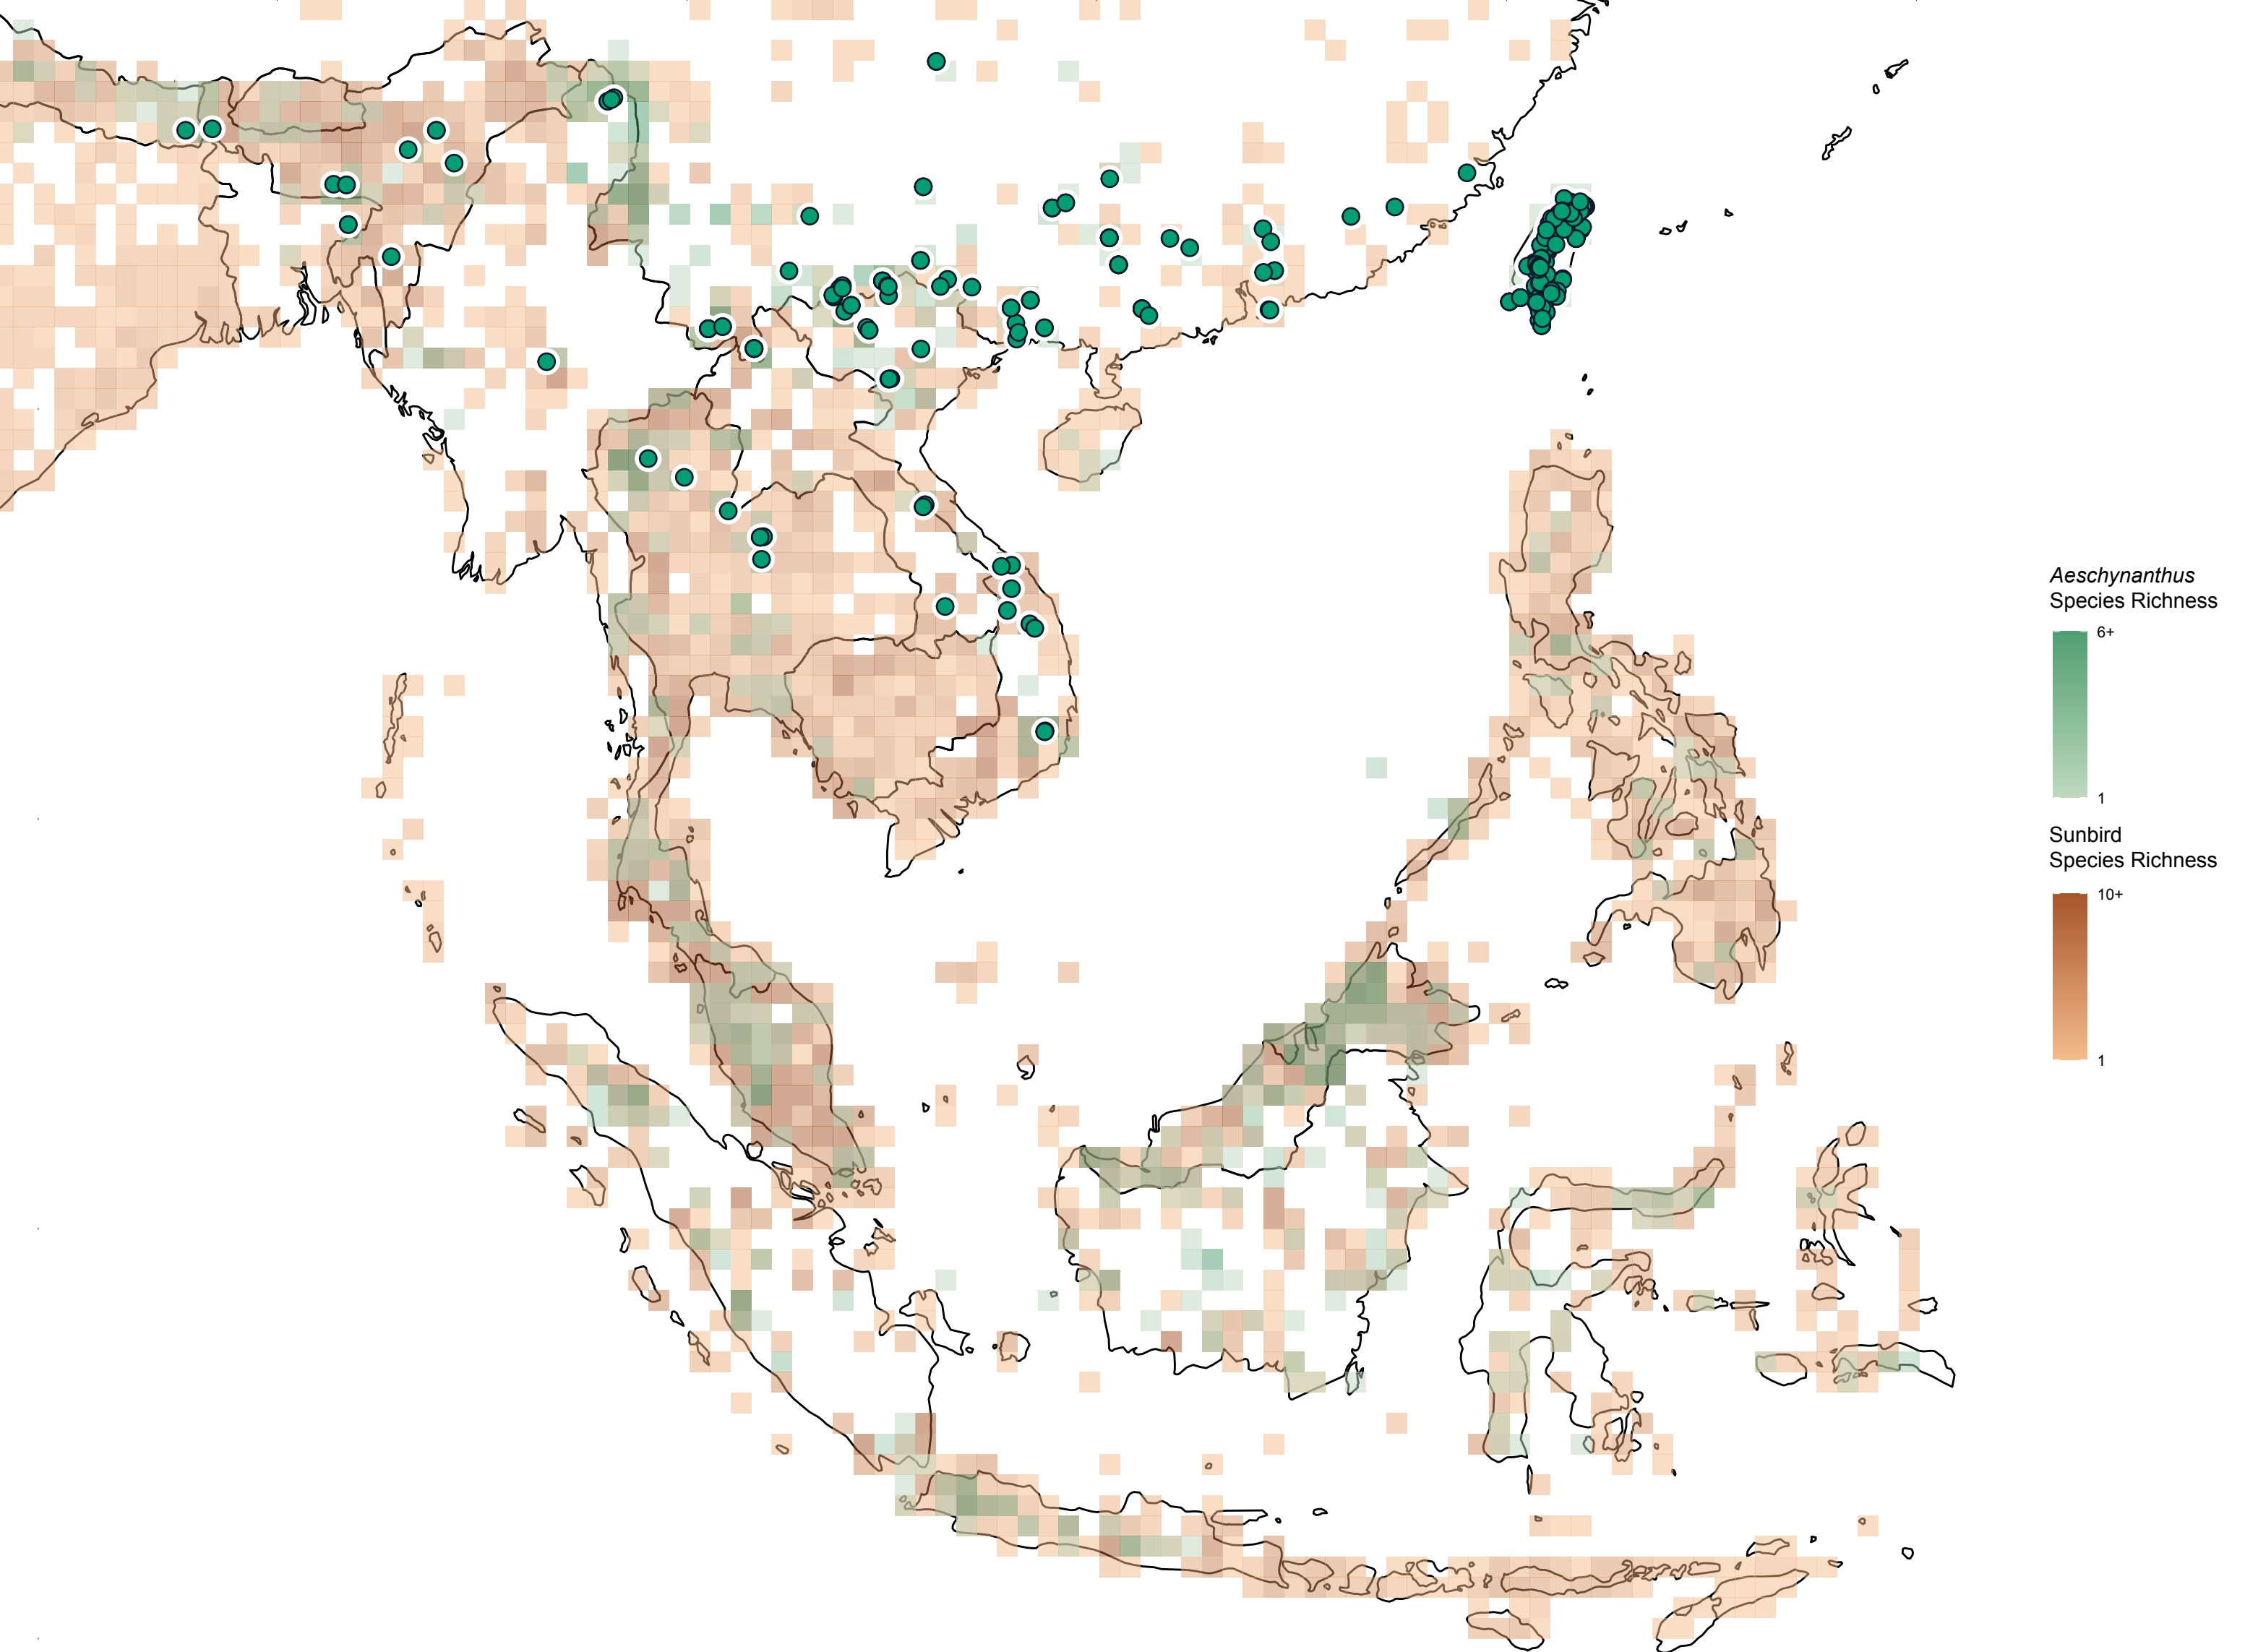 Aeschynanthus
Species Richness
6+
1
Sunbird
Species Richness
10+
1